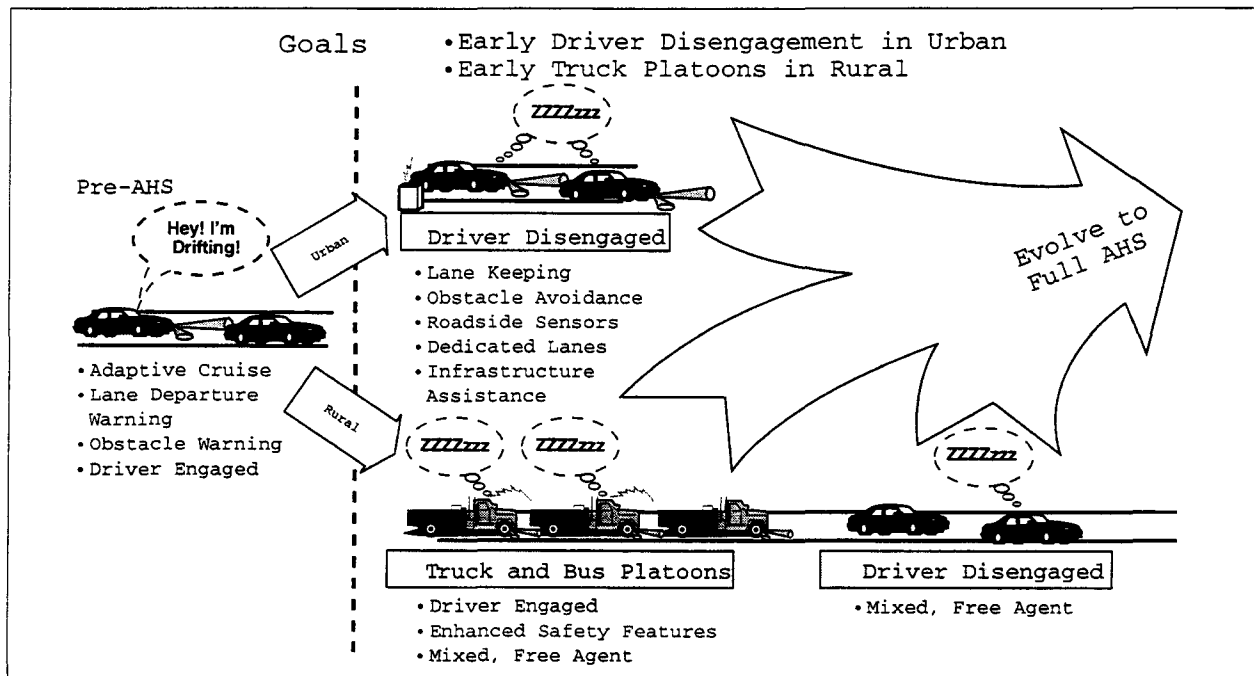 Goals
•Early Driver Disengagement in Urban
•Early Truck Platoons in Rural
ZZZZzzz
Pre-AHS
Hey! I'm
Drifting!
Urban
Driver Disengaged
•Lane Keeping
•Obstacle Avoidance
•Roadside Sensors
•Dedicated Lanes
•Infrastructure
Assistance
Evolve to
Full AHS
•Adaptive Cruise
•Lane Departure
Warning
•Obstacle Warning
•Driver Engaged
Rural
ZZZZzzz
ZZZZzzz
ZZZZzzz
Truck and Bus Platoons
•Driver Engaged
•Enhanced Safety Features
•Mixed, Free Agent
Driver Disengaged
•Mixed, Free Agent